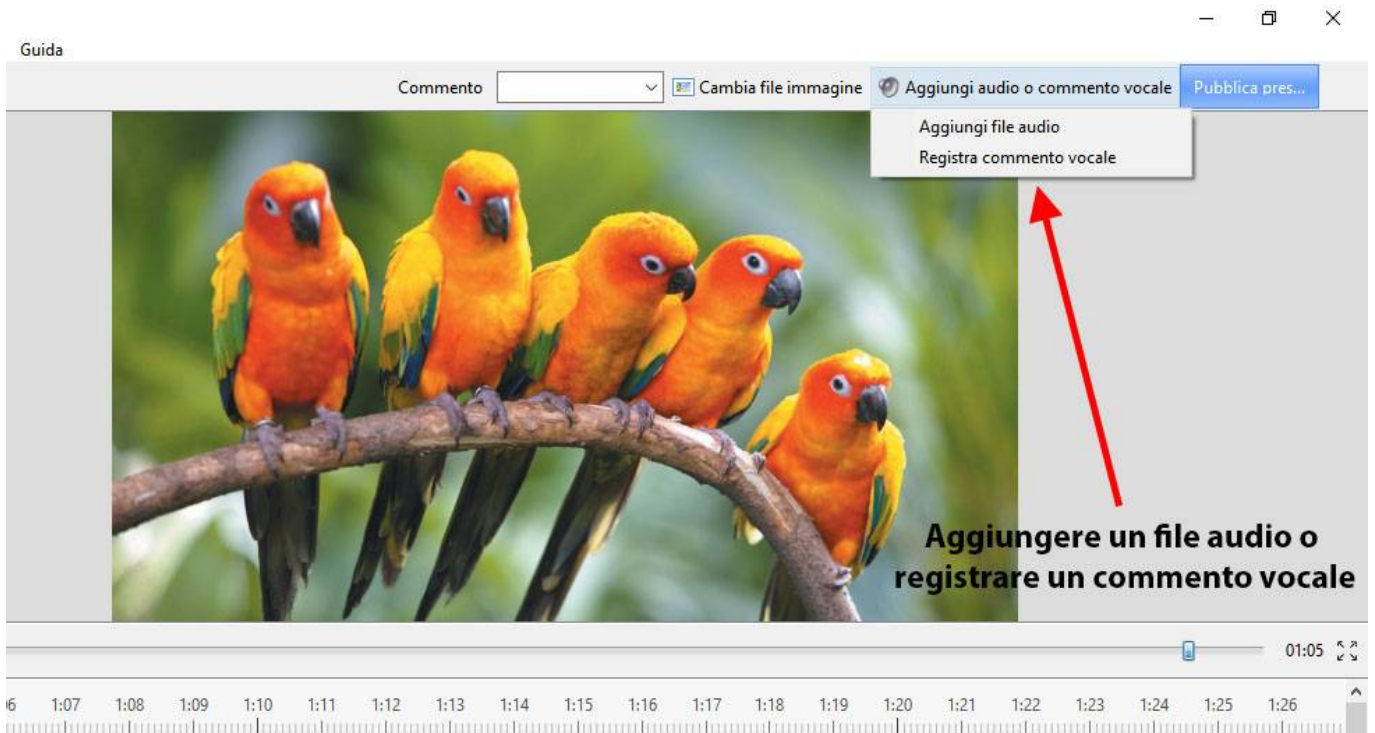 Guida
Commento Cambia file immagine Aggiungi audio o commento vocale Pubblica pres...
Aggiungi file audio
Registra commento vocale
Aggiungere un file audio o
registrare un commento vocale
01:05
1:07 1:08 1:09 1:10 1:11 1:12 1:13 1:14 1:15 1:16 1:17 1:18 1:19 1:20 1:21 1:22 1:23 1:24 1:25 1:26